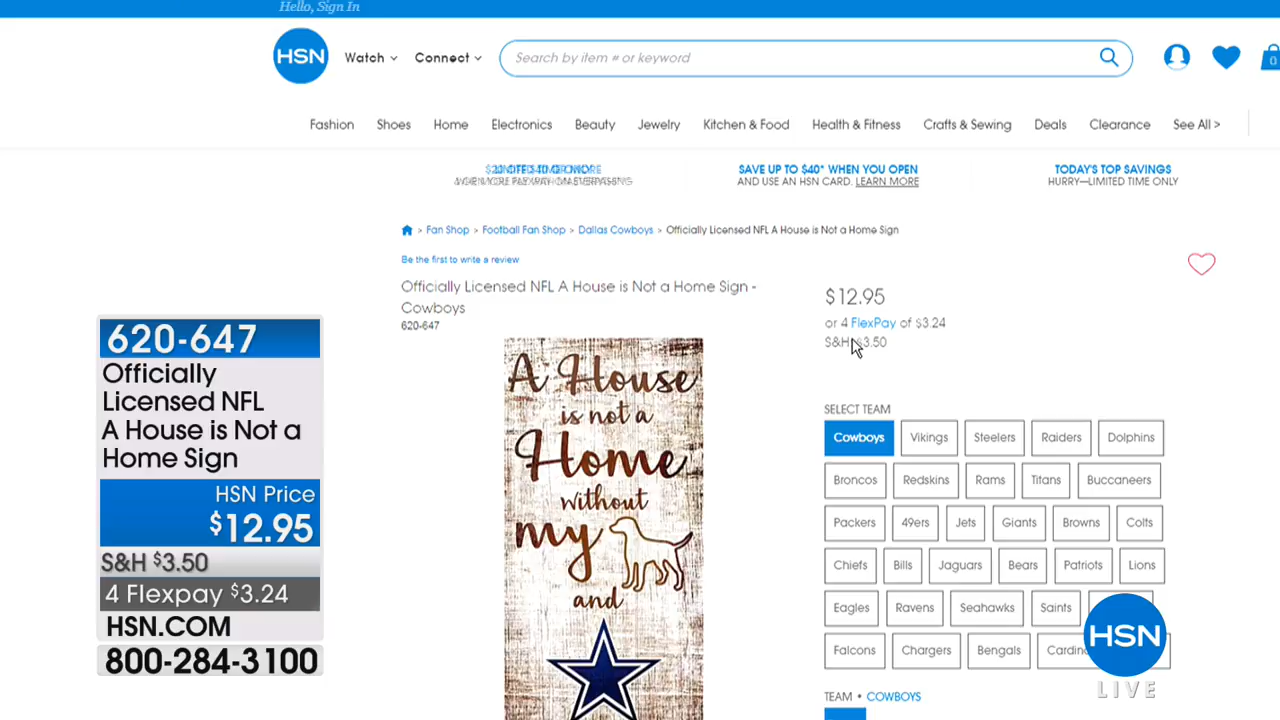 Hello, Sign In
HSN
Watch
Connect
Search by item # or keyword
0
Fashion
Shoes
Home
Electronics
Beauty
Jewelry
Kitchen & Food
Health & Fitness
Crafts & Sewing
Deals
Clearance
See All >
SAVE UP TO $40* WHEN YOU OPEN
AND USE AN HSN CARD. LEARN MORE
TODAY'S TOP SAVINGS
HURRY—LIMITED TIME ONLY
> Fan Shop > Football Fan Shop > Dallas Cowboys > Officially Licensed NFL A House is Not a Home Sign
Be the first to write a review
Officially Licensed NFL A House is Not a Home Sign -
Cowboys
620-647
A House
is not a
Home
without
my
and
$12.95
or 4 FlexPay of $3.24
S&H $3.50
SELECT TEAM
Cowboys
Vikings
Steelers
Raiders
Dolphins
Broncos
Redskins
Rams
Titans
Buccaneers
Packers
49ers
Jets
Giants
Browns
Colts
Chiefs
Bills
Jaguars
Bears
Patriots
Lions
Eagles
Ravens
Seahawks
Saints
Falcons
Chargers
Bengals
TEAM • COWBOYS
620-647
Officially
Licensed NFL
A House is Not a
Home Sign
HSN Price
$12.95
S&H $3.50
4 Flexpay $3.24
HSN.COM
800-284-3100
HSN
LIVE